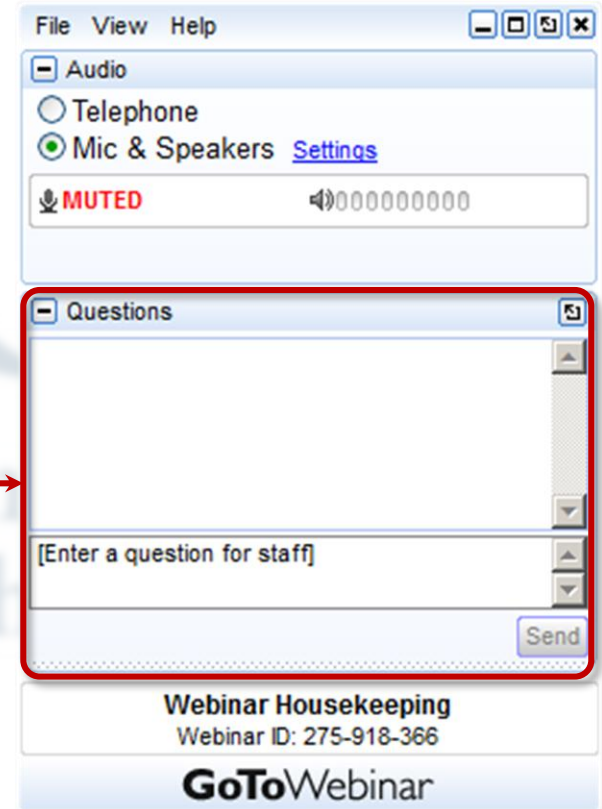 File View Help
Audio
Telephone
Mic & Speakers Settings
MUTED 000000000
Questions
[Enter a question for staff]
Send
Webinar Housekeeping
Webinar ID: 275-918-366
GoToWebinar